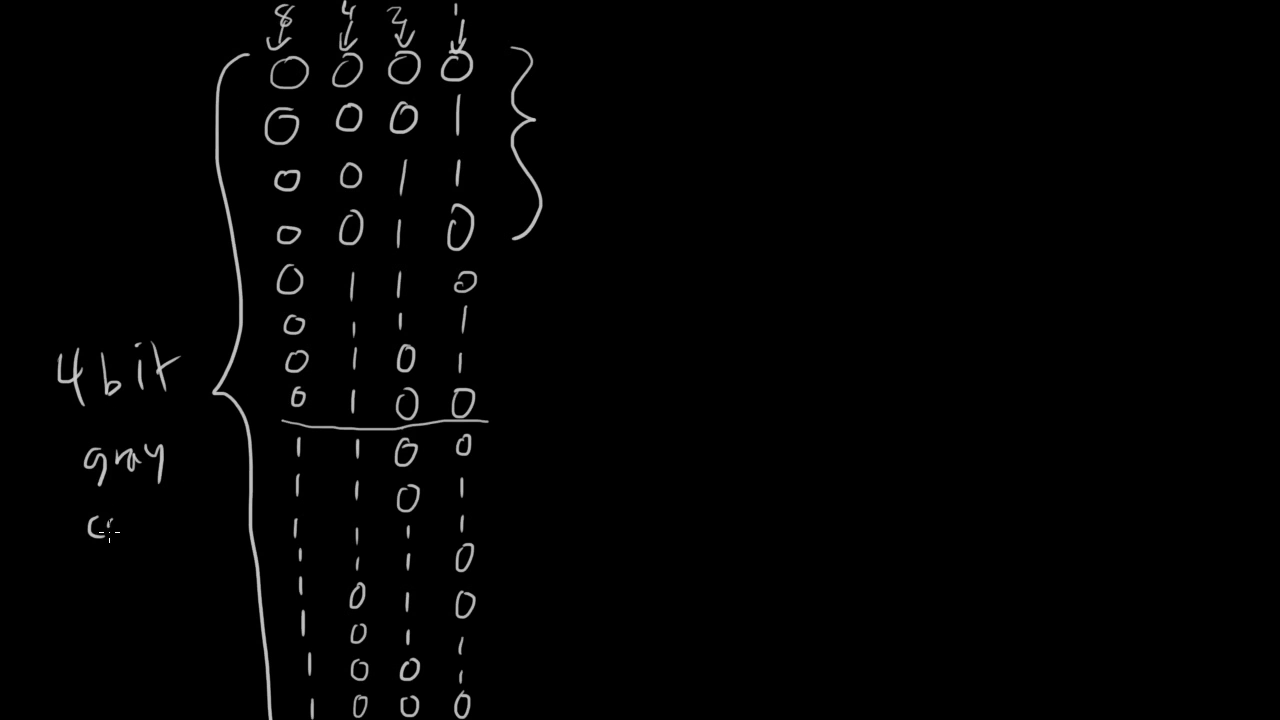 8 4 2 1
0 0 0 0
0 0 0 1
0 0 1 1
0 0 1 0
0 1 1 0
0 1 1 1
0 1 0 1
0 1 0 0
1 1 0 0
1 1 0 1
1 1 1 1
1 1 1 0
1 0 1 0
1 0 1 1
1 0 0 1
1 0 0 0
4 bit
gray
c